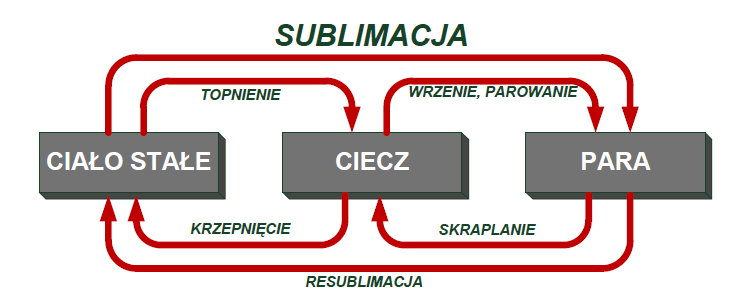 SUBLIMACJA
TOPNIENIE
WRZENIE, PAROWANIE
CIAŁO STAŁE
CIECZ
PARA
KRZEPNIĘCIE
SKRAPLANIE
RESUBLIMACJA